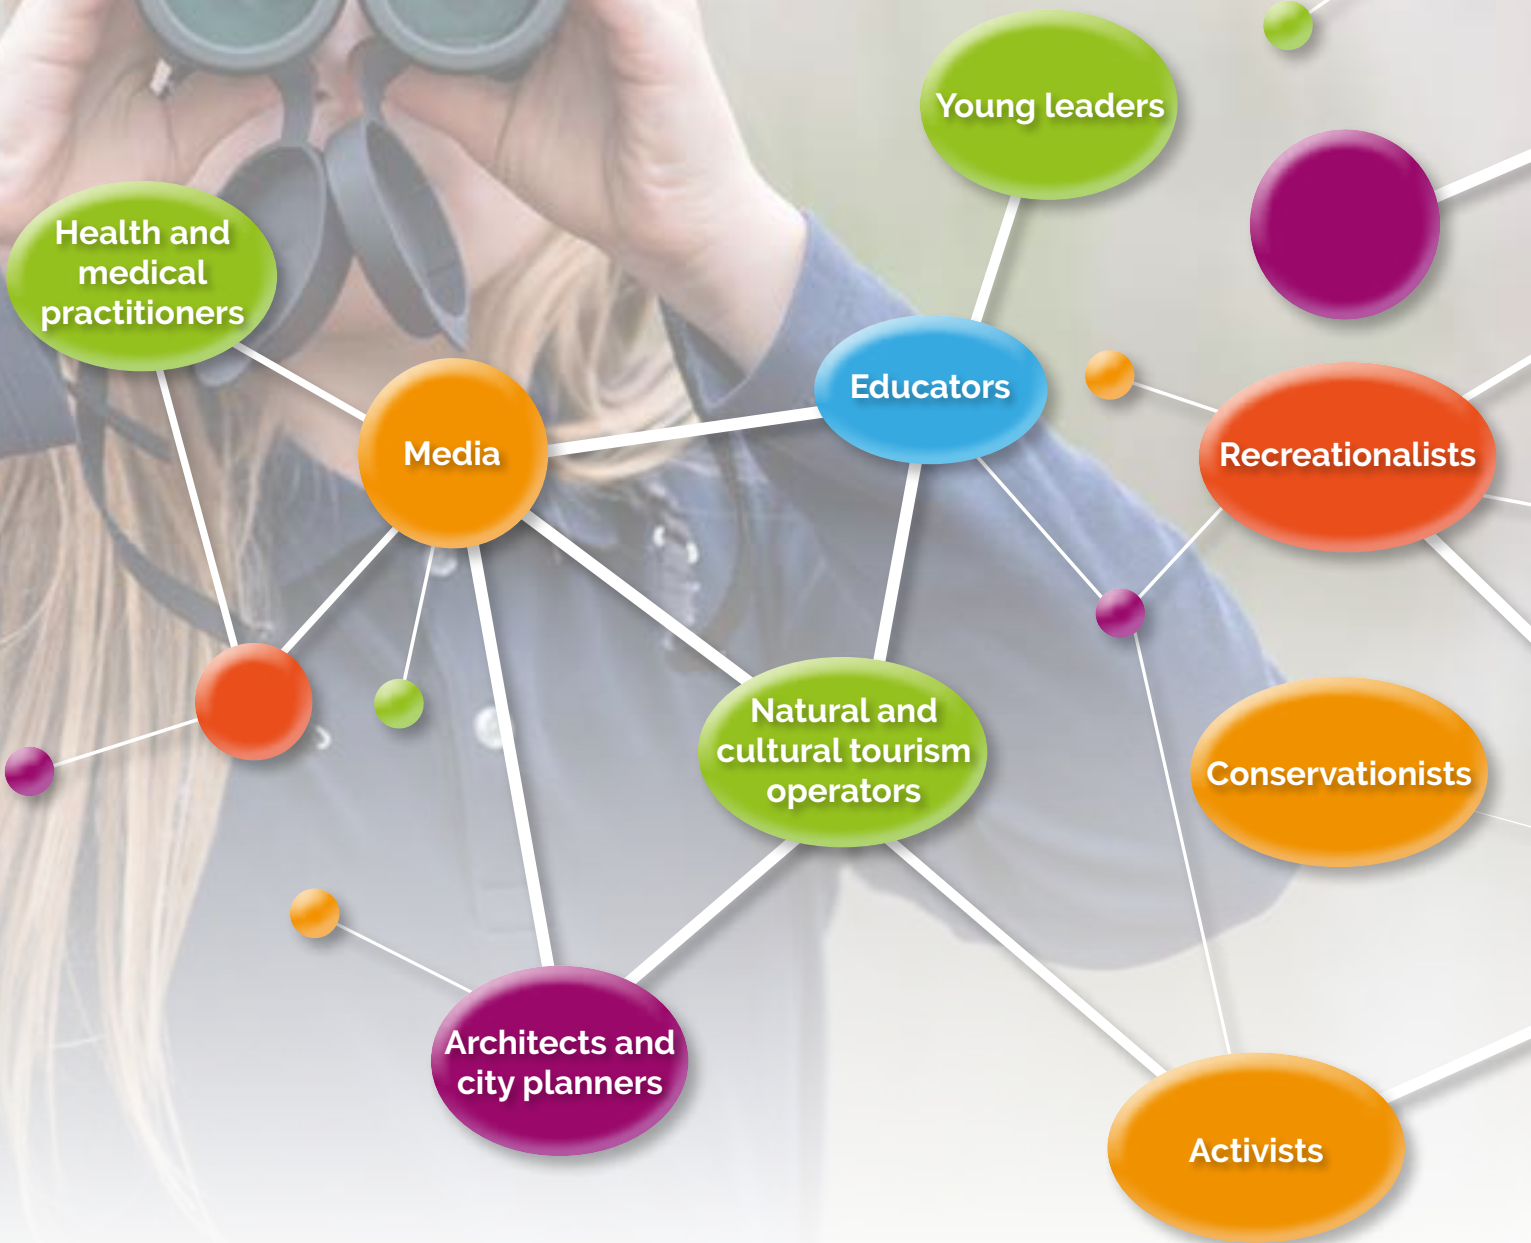 Young leaders
Health and
medical
practitioners
Educators
Media
Recreationalists
Natural and
cultural tourism
operators
Conservationists
Architects and
city planners
Activists